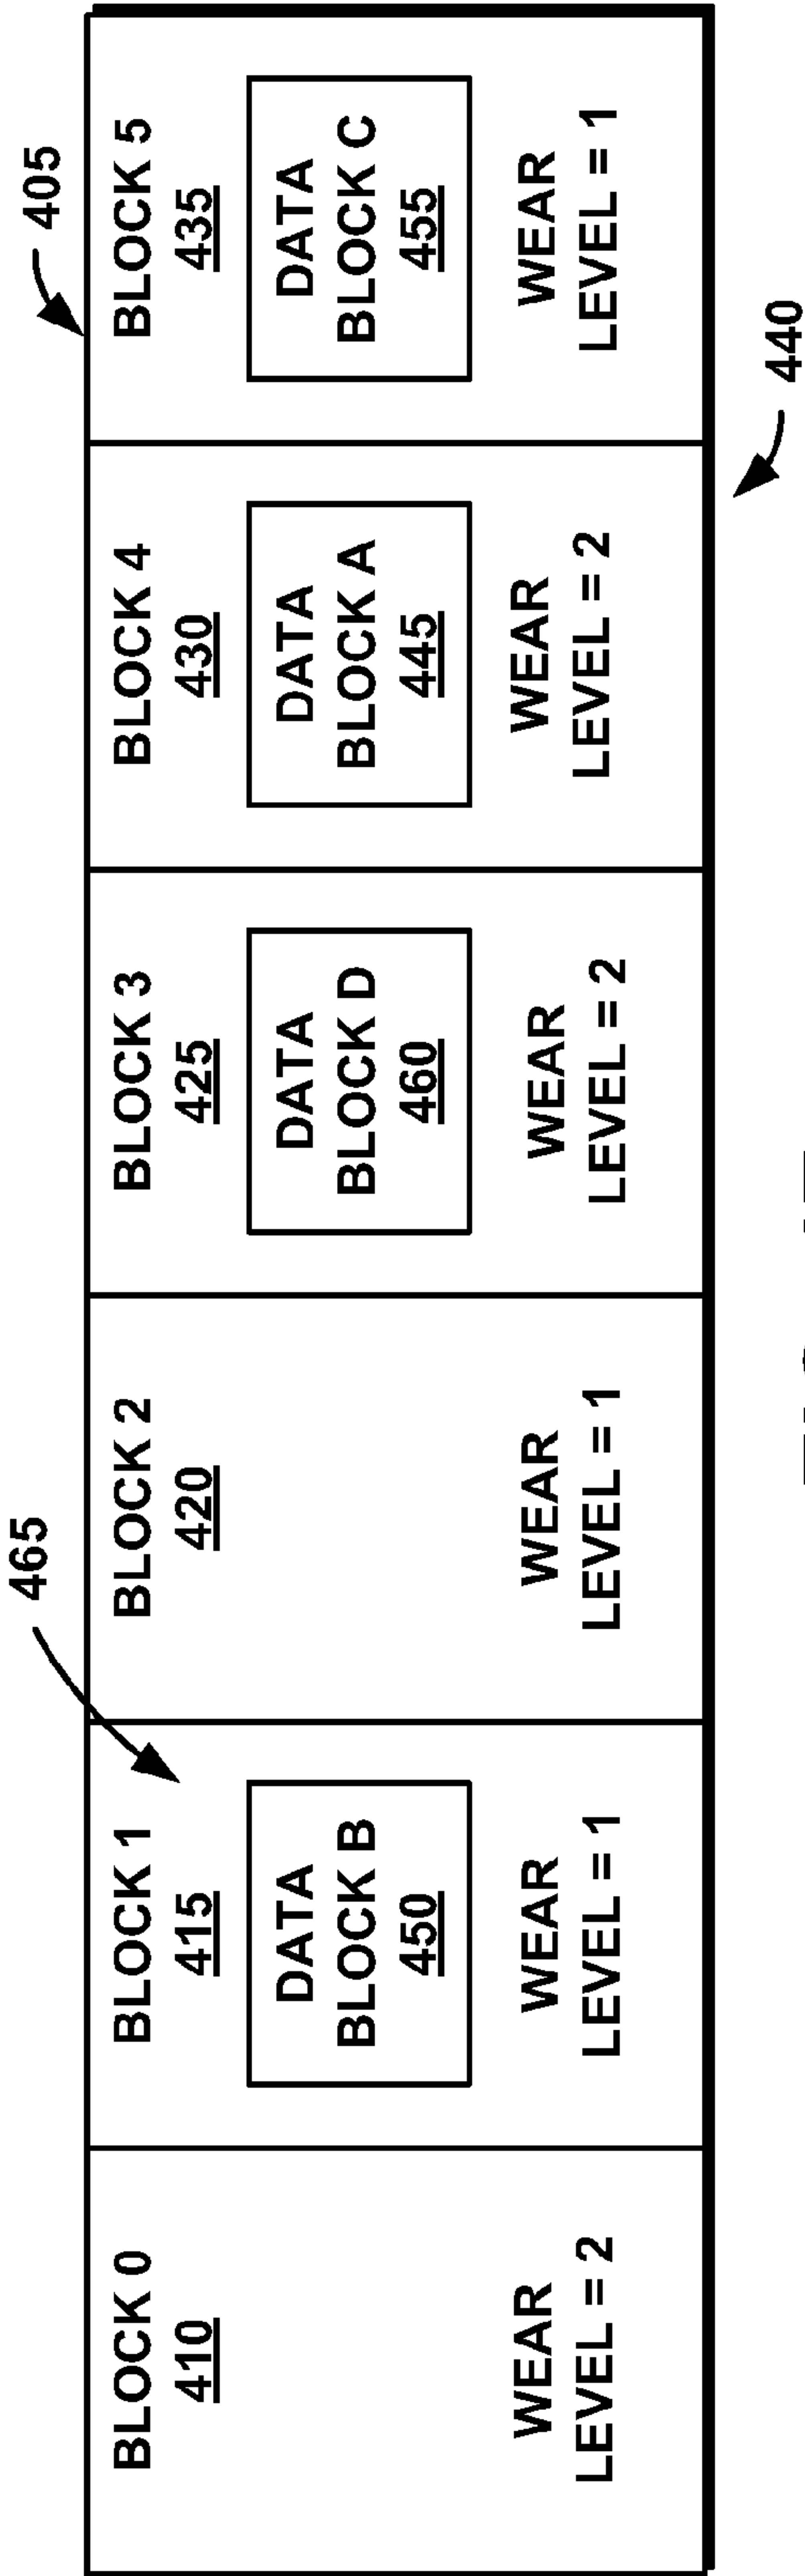 465
405
BLOCK 0
410
WEAR
LEVEL = 2
BLOCK 1
415
DATA
BLOCK B
450
WEAR
LEVEL = 1
BLOCK 2
420
WEAR
LEVEL = 1
BLOCK 3
425
DATA
BLOCK D
460
WEAR
LEVEL = 2
BLOCK 4
430
DATA
BLOCK A
445
WEAR
LEVEL = 2
BLOCK 5
435
DATA
BLOCK C
455
WEAR
LEVEL = 1
440